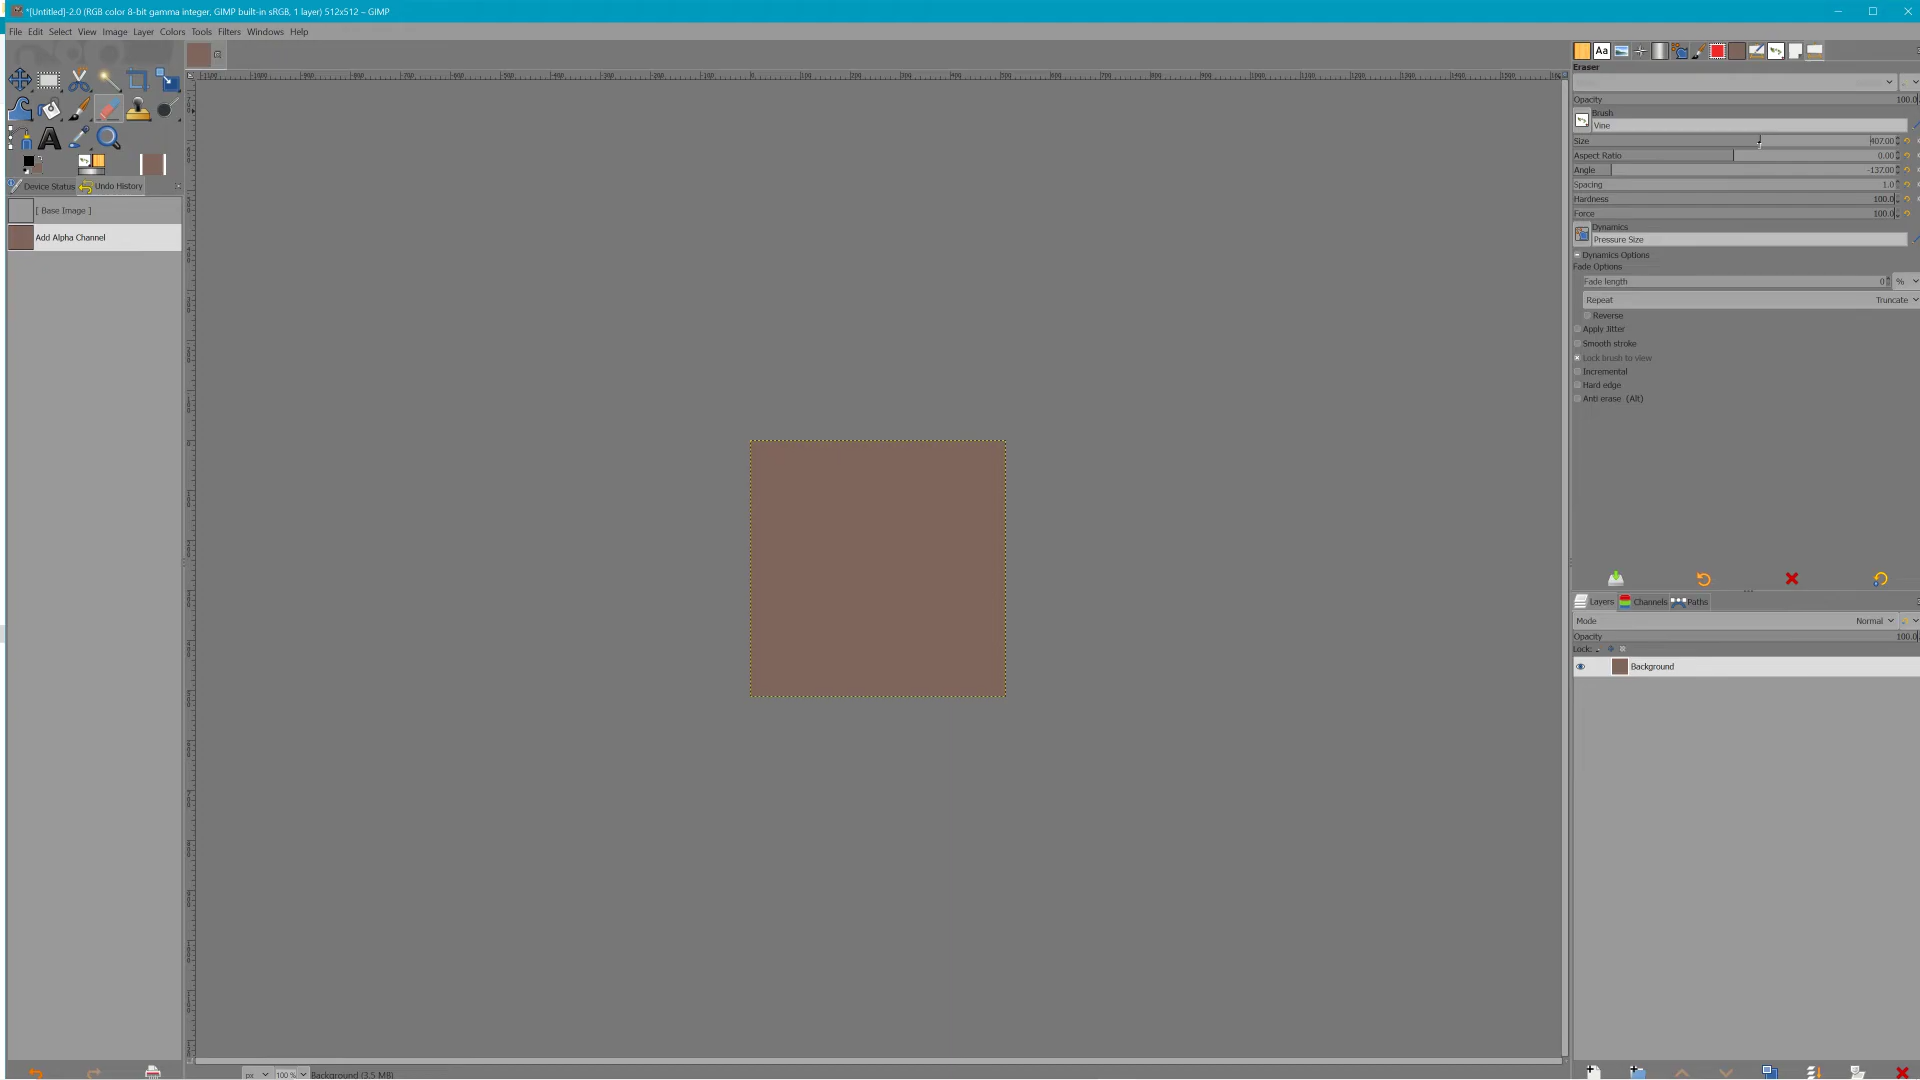 *[Untitled]-2.0 (RGB color 8-bit gamma integer, GIMP built-in sRGB, 1 layer) 512x512 – GIMP
File Edit Select View Image Layer Colors Tools Filters Windows Help
Device Status Undo History
[ Base Image ]
Add Alpha Channel
Eraser
Opacity 100.0
Brush
Vine
Size 407.00
Aspect Ratio 0.00
Angle -137.00
Spacing 1.0
Hardness 100.0
Force 100.0
Dynamics
Pressure Size
Dynamics Options
Fade Options
Fade length 0 %
Repeat Truncate
Reverse
Apply Jitter
Smooth stroke
Lock brush to view
Incremental
Hard edge
Anti erase (Alt)
Layers Channels Paths
Mode Normal
Opacity 100.0
Lock:
Background
px 100 % Background (3.5 MB)